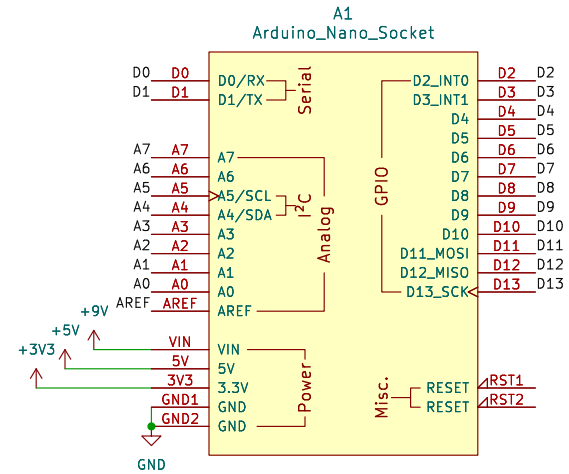 A1
Arduino_Nano_Socket
D0 D0 D0/RX
D1 D1 D1/TX
Serial
A7 A7 A7
A6 A6 A6
A5 A5 A5/SCL
A4 A4 A4/SDA
I²C
A3 A3 A3
A2 A2 A2
A1 A1 A1
A0 A0 A0
AREF AREF AREF
Analog
+9V
+5V
+3V3
VIN VIN
5V 5V
3V3 3.3V
GND1 GND
GND2 GND
Power
GND
GPIO
D2_INT0 D2 D2
D3_INT1 D3 D3
D4 D4 D4
D5 D5 D5
D6 D6 D6
D7 D7 D7
D8 D8 D8
D9 D9 D9
D10 D10 D10
D11_MOSI D11 D11
D12_MISO D12 D12
D13_SCK D13 D13
Misc.
RESET RST1
RESET RST2